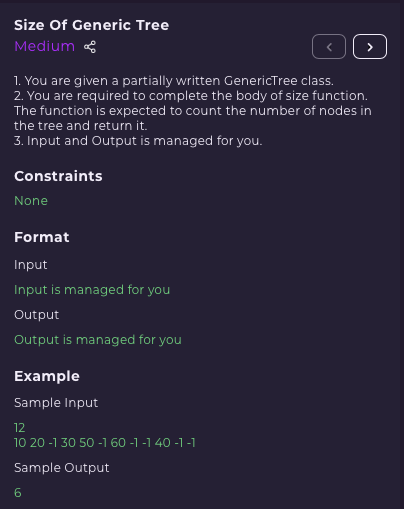 Size Of Generic Tree
Medium
1. You are given a partially written GenericTree class.
2. You are required to complete the body of size function.
The function is expected to count the number of nodes in
the tree and return it.
3. Input and Output is managed for you.
Constraints
None
Format
Input
Input is managed for you
Output
Output is managed for you
Example
Sample Input
12
10 20 -1 30 50 -1 60 -1 -1 40 -1 -1
Sample Output
6